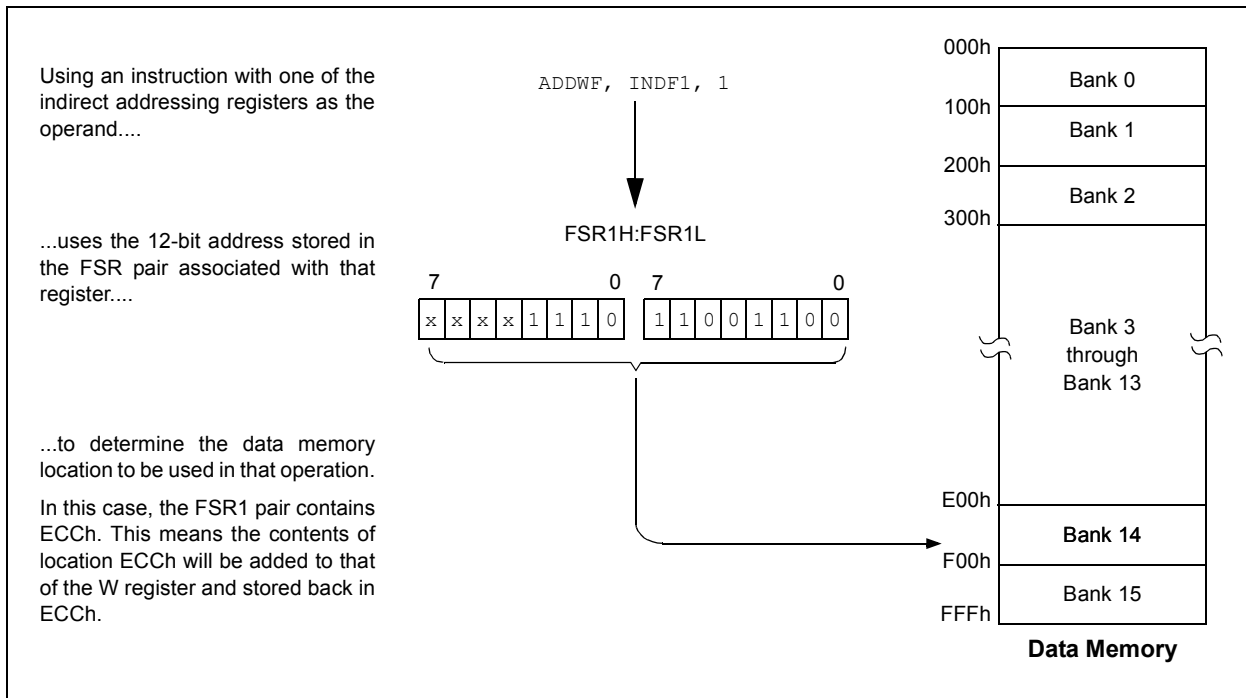 Using an instruction with one of the
indirect addressing registers as the
operand....
ADDWF, INDF1, 1
...uses the 12-bit address stored in
the FSR pair associated with that
register....
FSR1H:FSR1L
7 0 7 0
x x x x 1 1 1 0 1 1 0 0 1 1 0 0
...to determine the data memory
location to be used in that operation.
In this case, the FSR1 pair contains
ECCh. This means the contents of
location ECCh will be added to that
of the W register and stored back in
ECCh.
000h
Bank 0
100h
Bank 1
200h
Bank 2
300h
Bank 3
through
Bank 13
E00h
Bank 14
F00h
Bank 15
FFFh
Data Memory